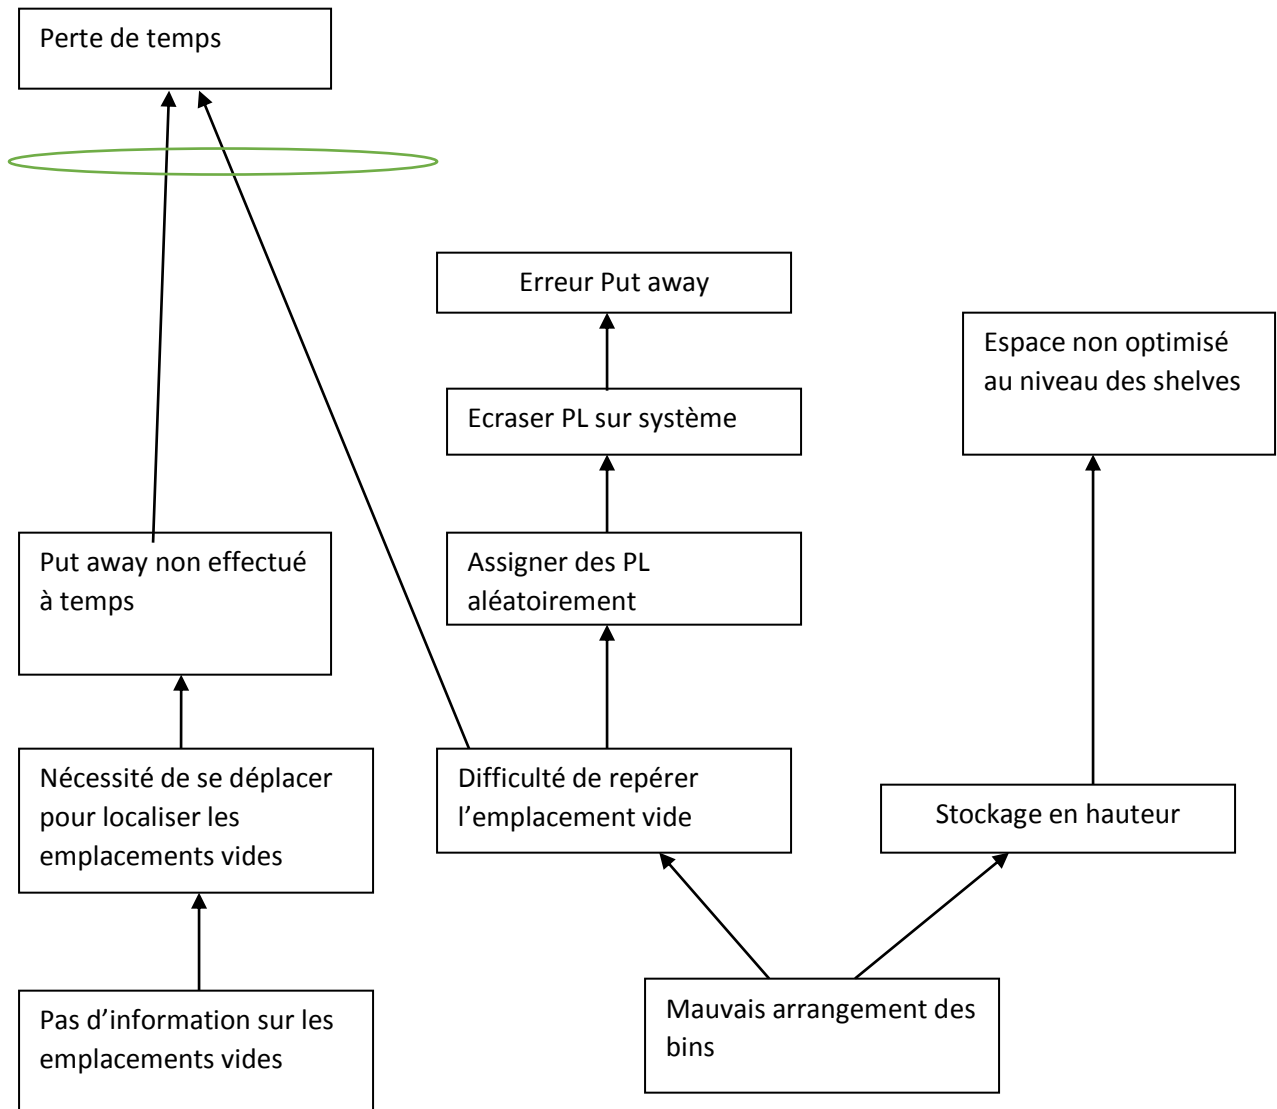 Perte de temps
Erreur Put away
Espace non optimisé
au niveau des shelves
Ecraser PL sur système
Put away non effectué
à temps
Assigner des PL
aléatoirement
Nécessité de se déplacer
pour localiser les
emplacements vides
Difficulté de repérer
l’emplacement vide
Stockage en hauteur
Pas d’information sur les
emplacements vides
Mauvais arrangement des
bins